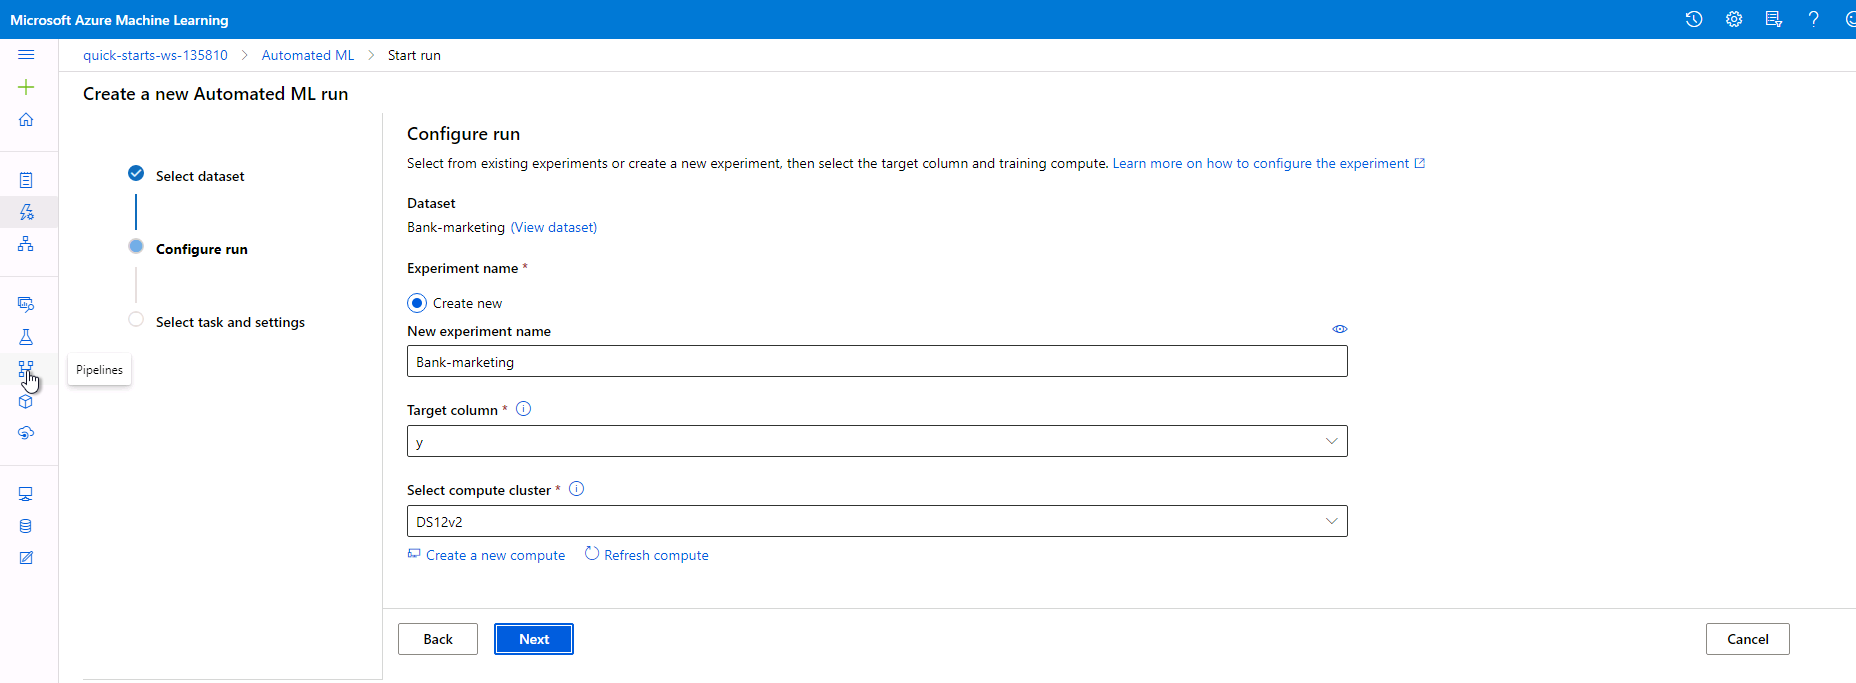 Microsoft Azure Machine Learning
quick-starts-ws-135810 > Automated ML > Start run
Create a new Automated ML run
Select dataset
Configure run
Select task and settings
Pipelines
Configure run
Select from existing experiments or create a new experiment, then select the target column and training compute. Learn more on how to configure the experiment
Dataset
Bank-marketing (View dataset)
Experiment name *
Create new
New experiment name
Bank-marketing
Target column *
y
Select compute cluster *
DS12v2
Create a new compute Refresh compute
Back Next Cancel